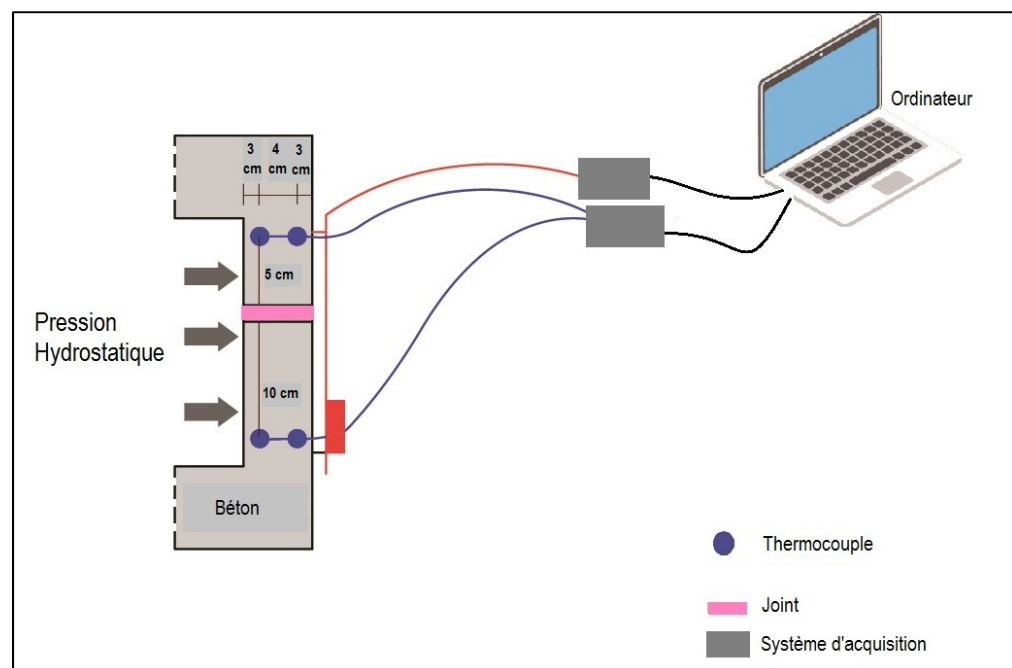 Ordinateur
3 4 3
cm cm cm
5 cm
Pression
Hydrostatique
10 cm
Béton
Thermocouple
Joint
Système d'acquisition